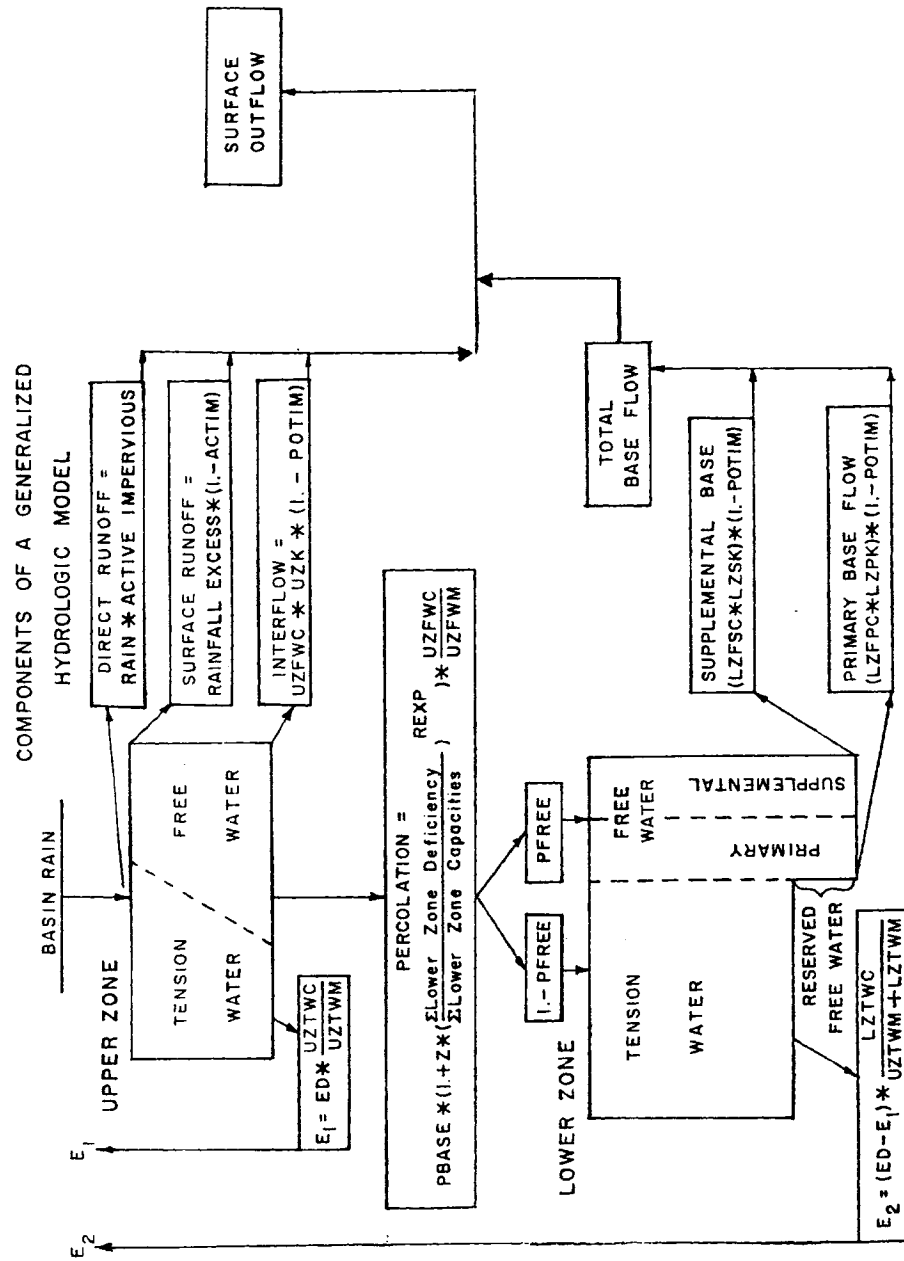 COMPONENTS OF A GENERALIZED
HYDROLOGIC MODEL
BASIN RAIN
E1
E2
UPPER ZONE
TENSION
WATER
FREE
WATER
E1 = ED* UZTWC
UZTWM
DIRECT RUNOFF =
RAIN * ACTIVE IMPERVIOUS
SURFACE RUNOFF =
RAINFALL EXCESS*(1.-ACTIM)
INTERFLOW =
UZFWC * UZK * (1. - POTIM)
SURFACE
OUTFLOW
PERCOLATION =
PBASE *(1.+Z*(ΣLower Zone Deficiency
ΣLower Zone Capacities) REXP )* UZFWC
UZFWM
1.-PFREE
PFREE
LOWER ZONE
TENSION
WATER
FREE
WATER
PRIMARY
SUPPLEMENTAL
RESERVED
FREE WATER
E2 = (ED-E1)* LZTWC
UZTWM+LZTWM
TOTAL
BASE FLOW
SUPPLEMENTAL BASE
(LZFSC*LZSK)*(1.-POTIM)
PRIMARY BASE FLOW
(LZFPC*LZPK)*(1.-POTIM)